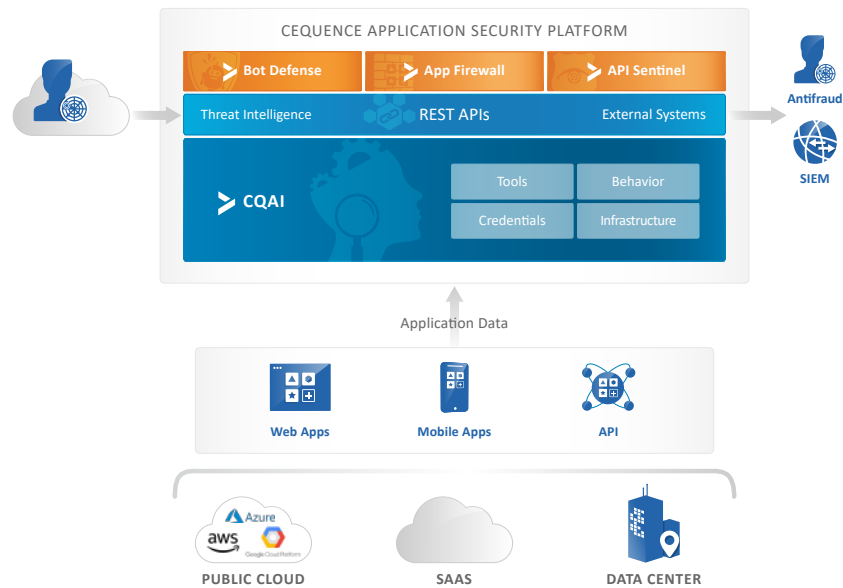 CEQUENCE APPLICATION SECURITY PLATFORM
Bot Defense
App Firewall
API Sentinel
Threat Intelligence
REST APIs
External Systems
Antifraud
SIEM
CQAI
Tools
Behavior
Credentials
Infrastructure
Application Data
Web Apps
Mobile Apps
API
Azure
aws
Google Cloud Platform
PUBLIC CLOUD
SAAS
DATA CENTER